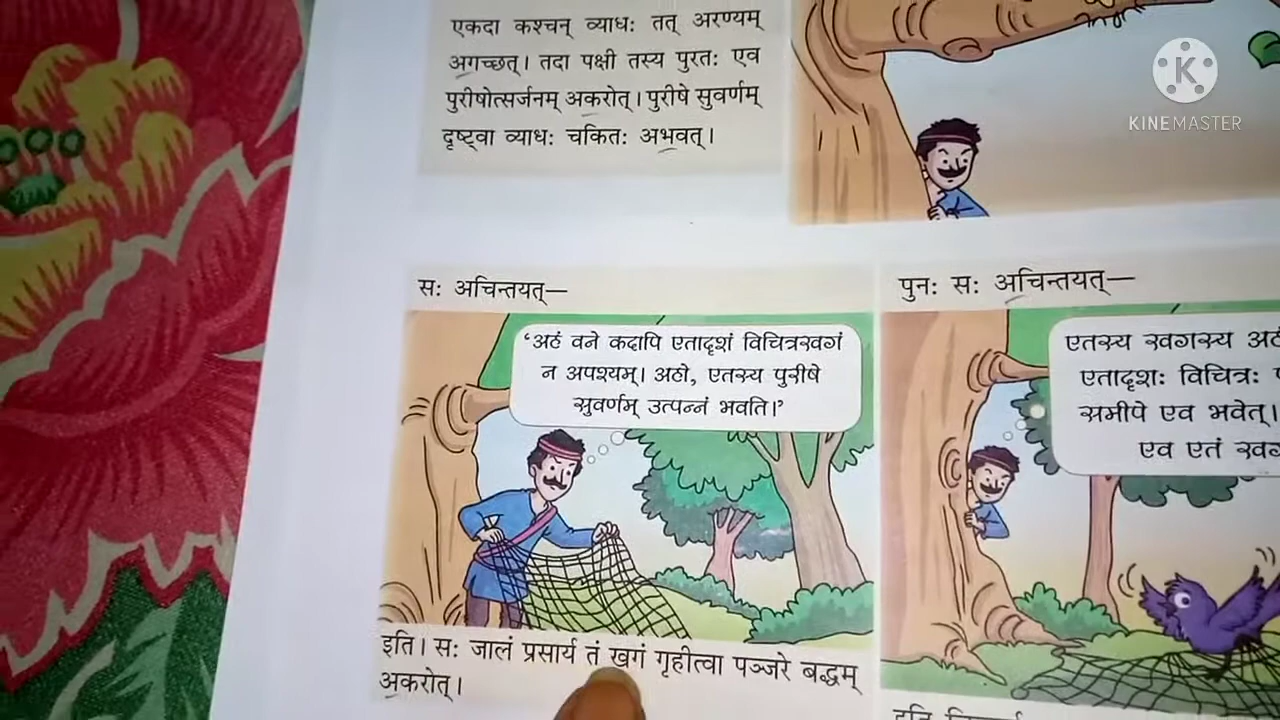 एकदा कश्चन् व्याधः तत् अरण्यम्
अगच्छत्। तदा पक्षी तस्य पुरतः एव
पुरीषोत्सर्जनम् अकरोत्। पुरीषे सुवर्णम्
दृष्ट्वा व्याधः चकितः अभवत्।
K
KINEMASTER
सः अचिन्तयत्—
'अहं वने कदापि एतादृशं विचित्रखगं
न अपश्यम्। अहो, एतस्य पुरीषे
सुवर्णम् उत्पन्नं भवति।'
इति। सः जालं प्रसार्य तं खगं गृहीत्वा पञ्जरे बद्धम्
अकरोत्।
पुनः सः अचिन्तयत्—
एतस्य खगस्य
एतादृशः विचित्रः
समीपे एव भवेत्।
एव एतं